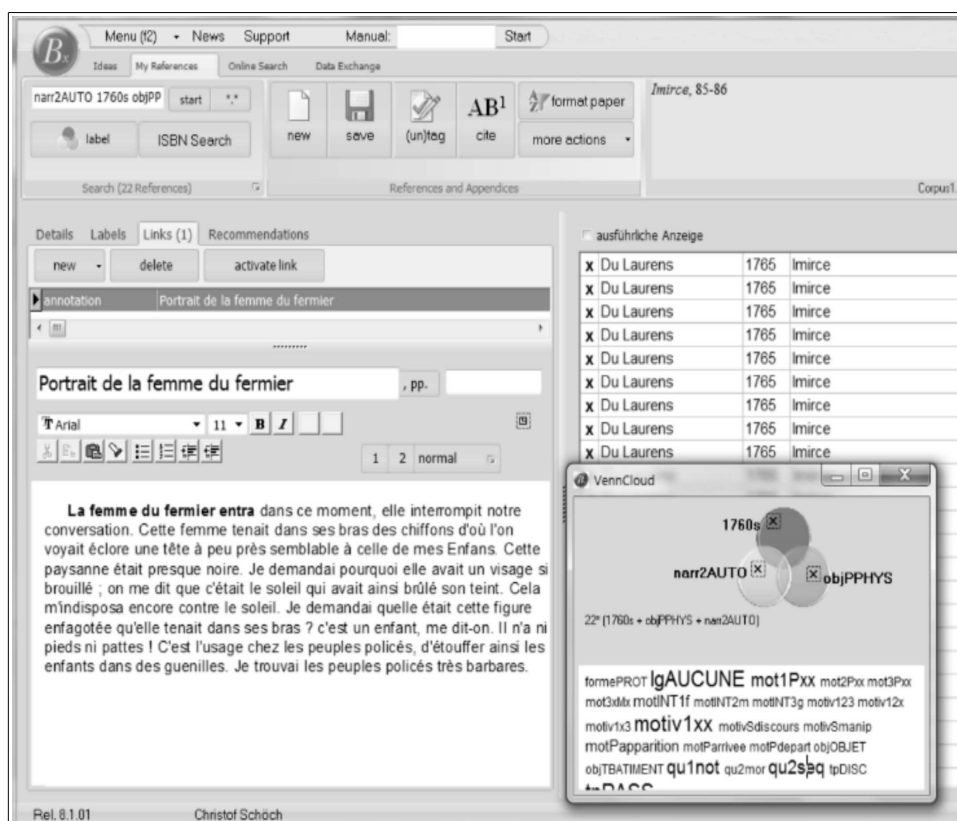 Menu (f2) News Support Manual: Start
Bx
Ideas My References Online Search Data Exchange
narr2AUTO 1760s objPP start *.*
label ISBN Search
new save (un)tag AB¹ cite
A Z format paper
more actions
Imirce, 85-86
Search (22 References) References and Appendices Corpus1.
Details Labels Links (1) Recommendations
new delete activate link
annotation Portrait de la femme du fermier
Portrait de la femme du fermier , pp.
Arial 11 B I
1 2 normal
La femme du fermier entra dans ce moment, elle interrompit notre
conversation. Cette femme tenait dans ses bras des chiffons d'où l'on
voyait éclore une tête à peu près semblable à celle de mes Enfans. Cette
paysanne était presque noire. Je demandai pourquoi elle avait un visage si
brouillé ; on me dit que c'était le soleil qui avait ainsi brûlé son teint. Cela
m'indisposa encore contre le soleil. Je demandai quelle était cette figure
enfagotée qu'elle tenait dans ses bras ? c'est un enfant, me dit-on. Il n'a ni
pieds ni pattes ! C'est l'usage chez les peuples policés, d'étouffer ainsi les
enfants dans des guenilles. Je trouvai les peuples policés très barbares.
ausführliche Anzeige
x Du Laurens 1765 Imirce
x Du Laurens 1765 Imirce
x Du Laurens 1765 Imirce
x Du Laurens 1765 Imirce
x Du Laurens 1765 Imirce
x Du Laurens 1765 Imirce
x Du Laurens 1765 Imirce
x Du Laurens 1765 Imirce
x Du Laurens 1765 Imirce
VennCloud
1760s
narr2AUTO objPPHYS
22* (1760s + objPPHYS + narr2AUTO)
formePROT lgAUCUNE mot1Pxx mot2Pxx mot3Pxx
mot3xMx motINT1f motINT2m motINT3g motiv123 motiv12x
motiv1x3 motiv1xx motivSdiscours motivSmanip
motPapparition motParrivee motPdepart objOBJET
objTBATIMENT qu1not qu2mor qu2seq tpDISC
tpPASS
Rel. 8.1.01 Christof Schöch